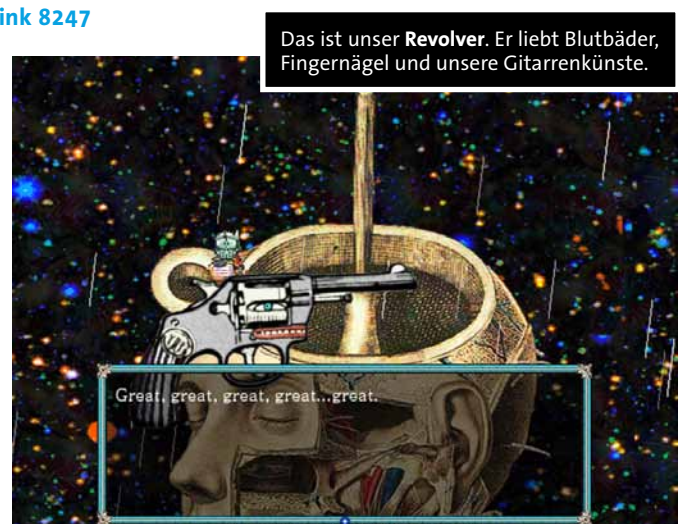 ink 8247
Das ist unser Revolver. Er liebt Blutbäder,
Fingernägel und unsere Gitarrenkünste.
Great, great, great, great...great.